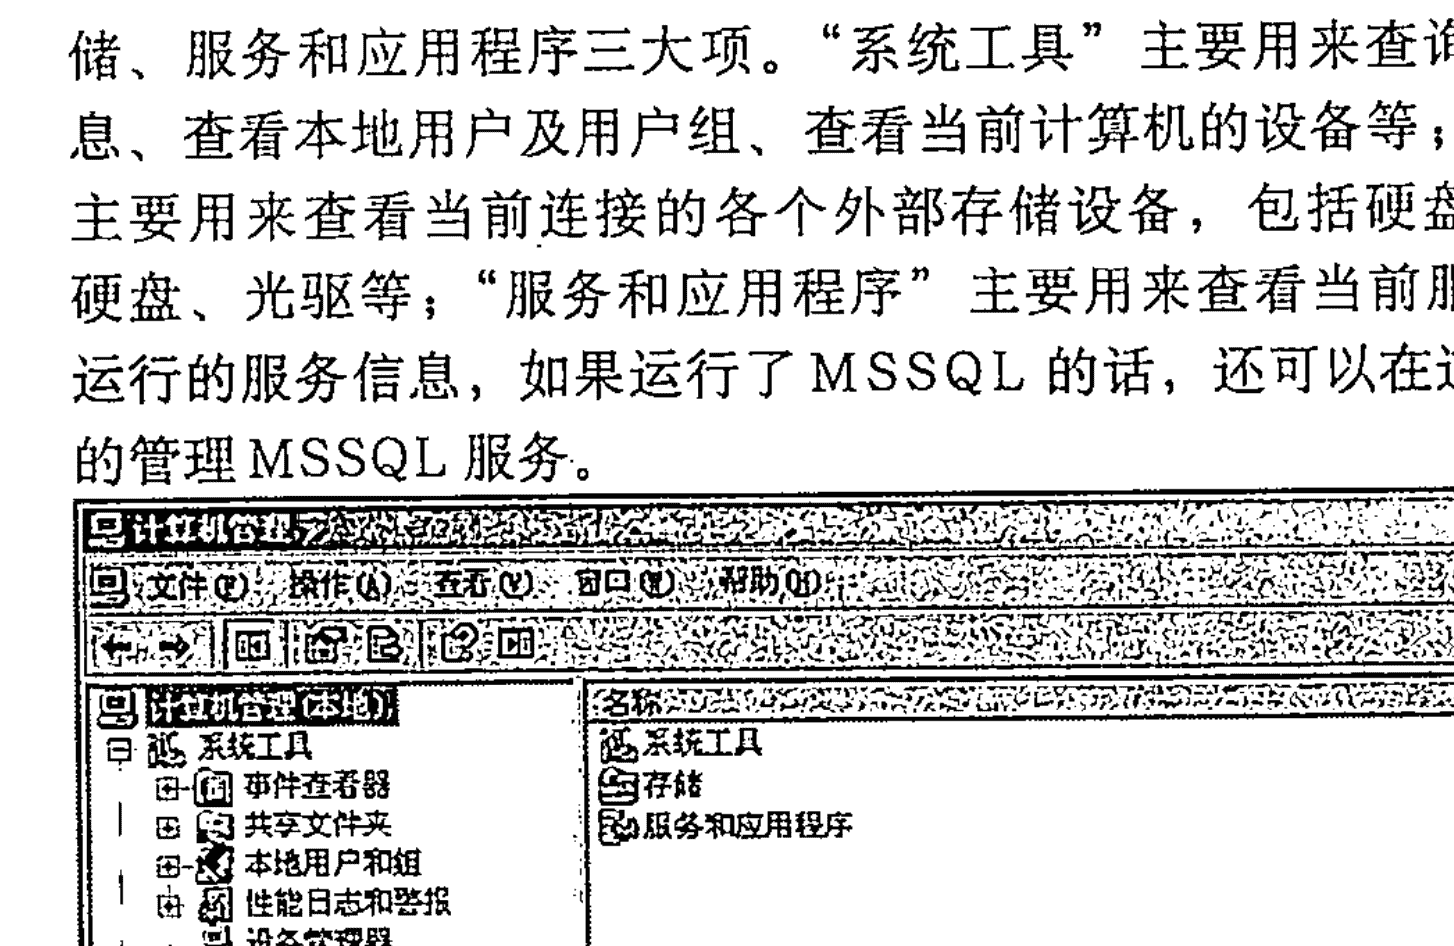 储、服务和应用程序三大项。“系统工具”主要用来查询
息、查看本地用户及用户组、查看当前计算机的设备等；
主要用来查看当前连接的各个外部存储设备，包括硬盘
硬盘、光驱等；“服务和应用程序”主要用来查看当前服
运行的服务信息，如果运行了MSSQL的话，还可以在这
的管理MSSQL服务。
计算机管理
文件(F) 操作(A) 查看(V) 窗口(W) 帮助(H)
计算机管理(本地)
系统工具
事件查看器
共享文件夹
本地用户和组
性能日志和警报
设备管理器
名称
系统工具
存储
服务和应用程序